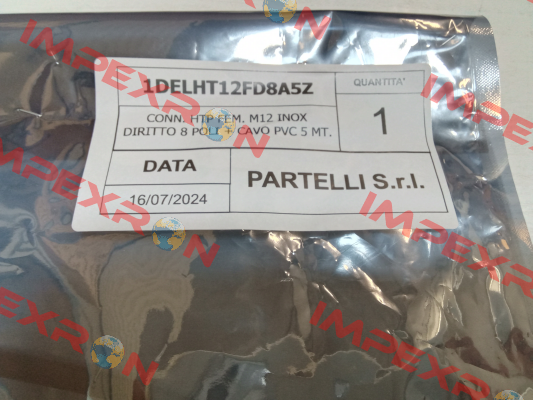 1DELHT12FD8A5Z
QUANTITA'
CONN. HTP FEM. M12 INOX
DIRITTO 8 POLI + CAVO PVC 5 MT.
1
DATA
PARTELLI S.r.l.
16/07/2024
IMPEXRON
IMPEXRON
IMPEXRON
IMPEXRON
IMPEXRON